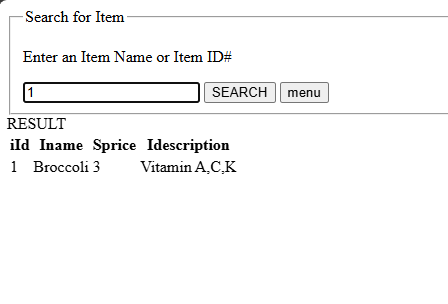 Search for Item
Enter an Item Name or Item ID#
1 SEARCH menu
RESULT
iId Iname Sprice Idescription
1 Broccoli 3 Vitamin A,C,K